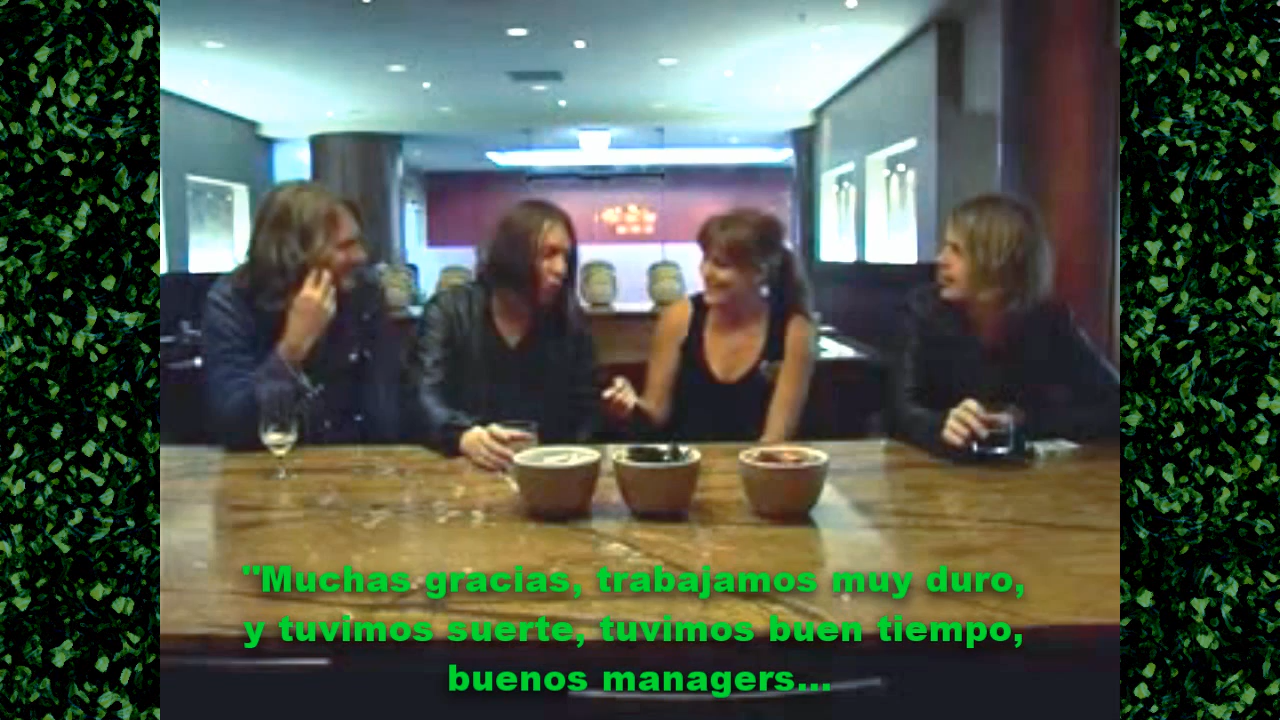 "Muchas gracias, trabajamos muy duro,
y tuvimos suerte, tuvimos buen tiempo,
buenos managers...